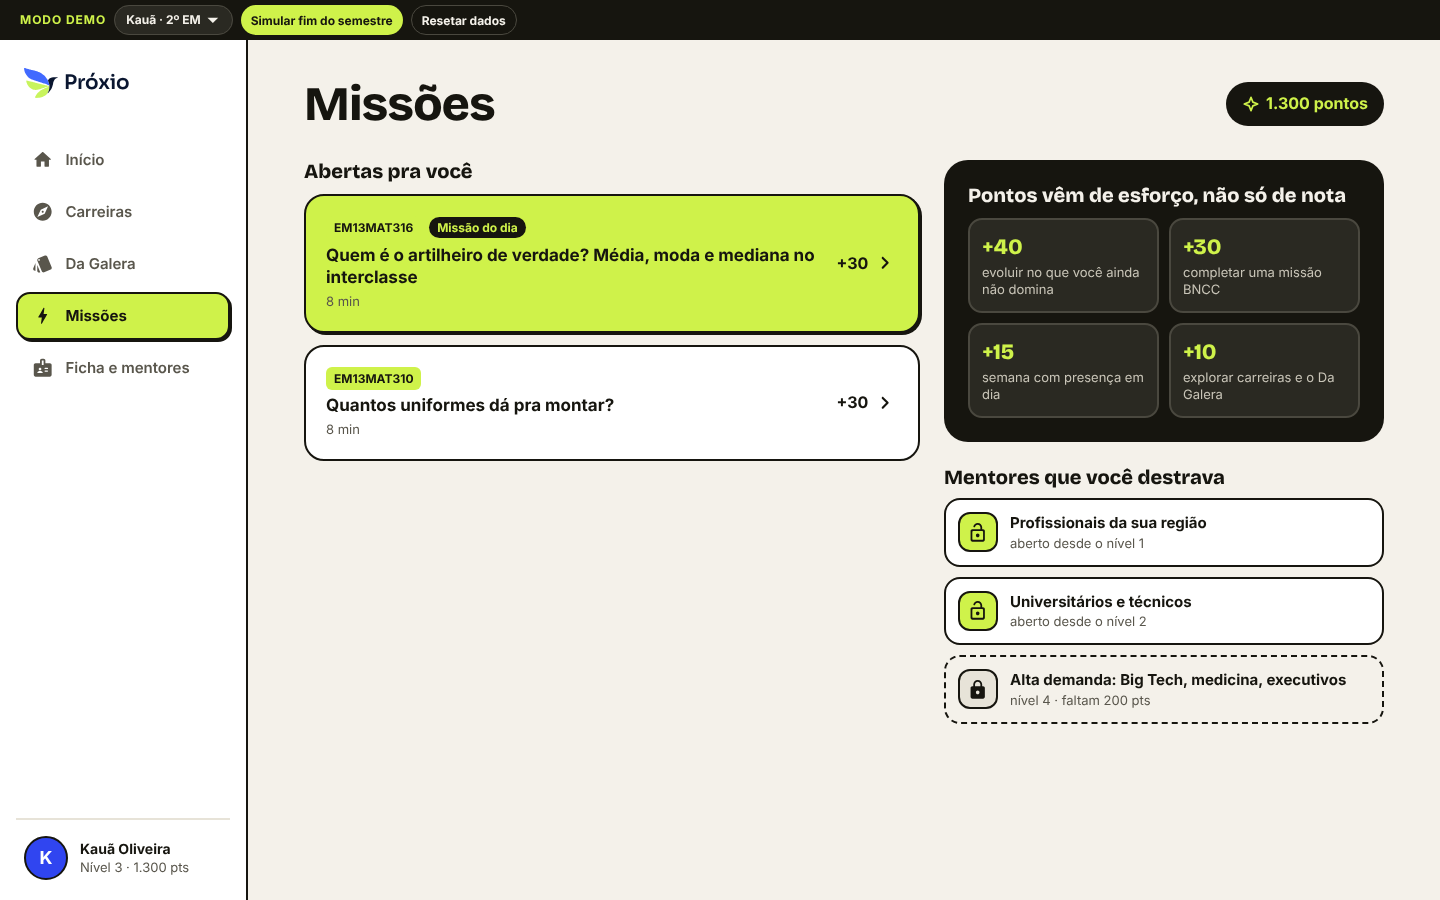 MODO DEMO
Kauã · 2º EM
Simular fim do semestre
Resetar dados
Próxio
Início
Carreiras
Da Galera
Missões
Ficha e mentores
K
Kauã Oliveira
Nível 3 · 1.300 pts
Missões
1.300 pontos
Abertas pra você
EM13MAT316
Missão do dia
Quem é o artilheiro de verdade? Média, moda e mediana no
interclasse
8 min
+30
EM13MAT310
Quantos uniformes dá pra montar?
8 min
+30
Pontos vêm de esforço, não só de nota
+40
evoluir no que você ainda
não domina
+30
completar uma missão
BNCC
+15
semana com presença em
dia
+10
explorar carreiras e o Da
Galera
Mentores que você destrava
Profissionais da sua região
aberto desde o nível 1
Universitários e técnicos
aberto desde o nível 2
Alta demanda: Big Tech, medicina, executivos
nível 4 · faltam 200 pts